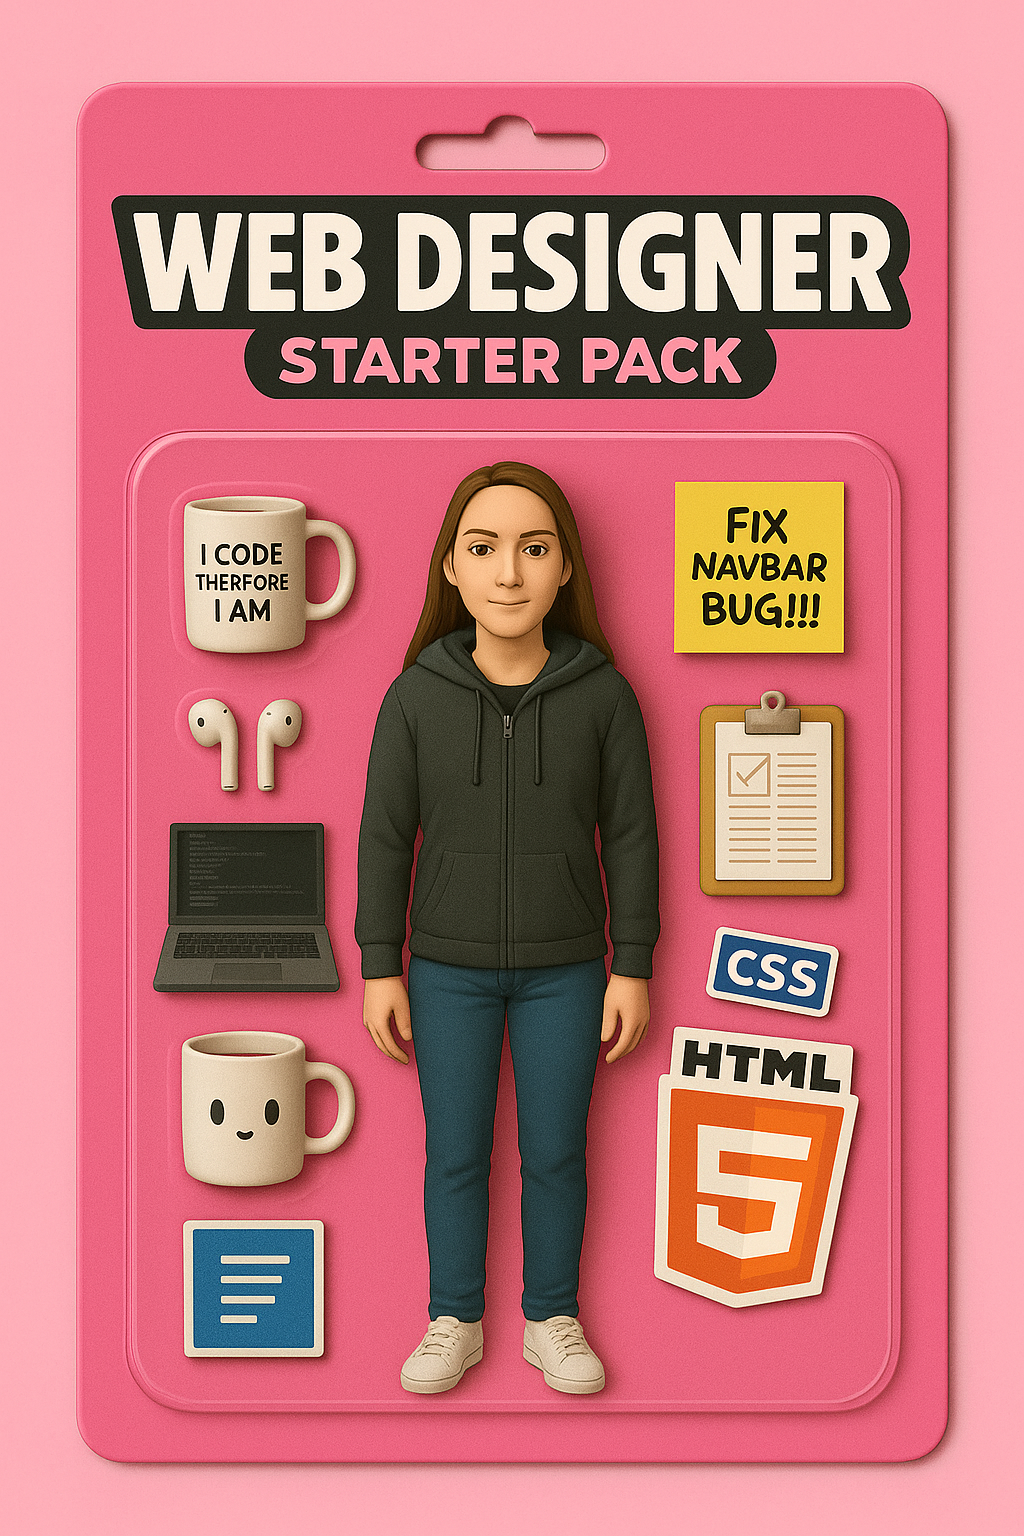 WEB DESIGNER
STARTER PACK
I CODE
THERFORE
I AM
FIX
NAVBAR
BUG!!!
CSS
HTML
5